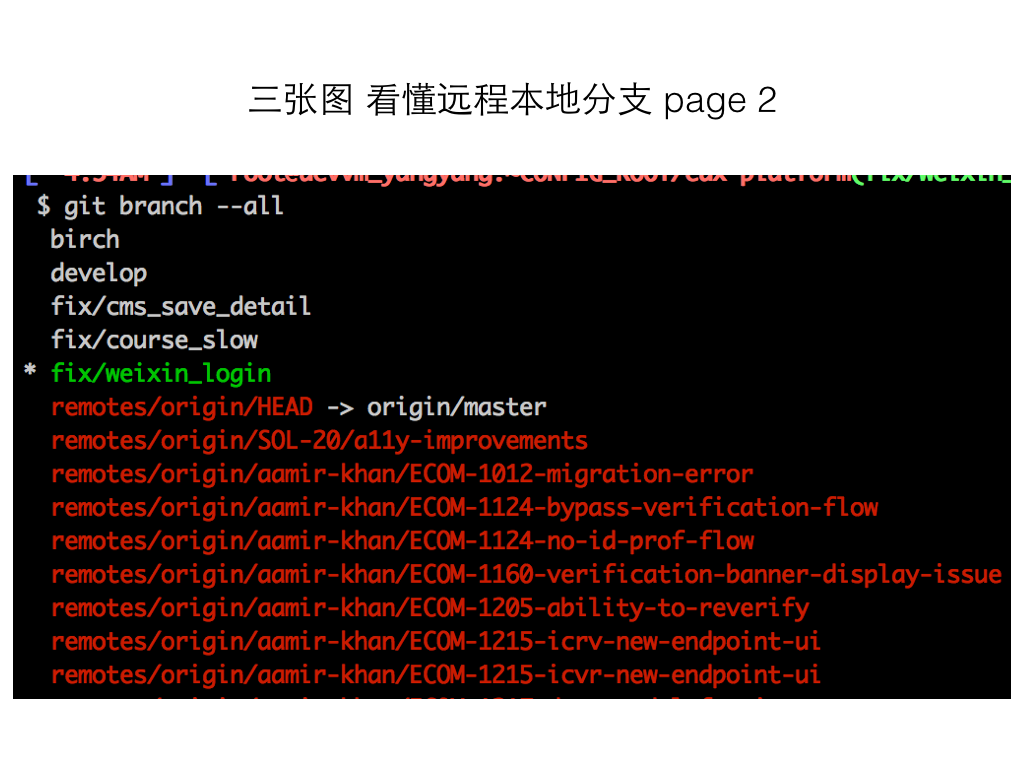 三张图 看懂远程本地分支 page 2
$ git branch --all
birch
develop
fix/cms_save_detail
fix/course_slow
* fix/weixin_login
remotes/origin/HEAD -> origin/master
remotes/origin/SOL-20/a11y-improvements
remotes/origin/aamir-khan/ECOM-1012-migration-error
remotes/origin/aamir-khan/ECOM-1124-bypass-verification-flow
remotes/origin/aamir-khan/ECOM-1124-no-id-prof-flow
remotes/origin/aamir-khan/ECOM-1160-verification-banner-display-issue
remotes/origin/aamir-khan/ECOM-1205-ability-to-reverify
remotes/origin/aamir-khan/ECOM-1215-icrv-new-endpoint-ui
remotes/origin/aamir-khan/ECOM-1215-icvr-new-endpoint-ui